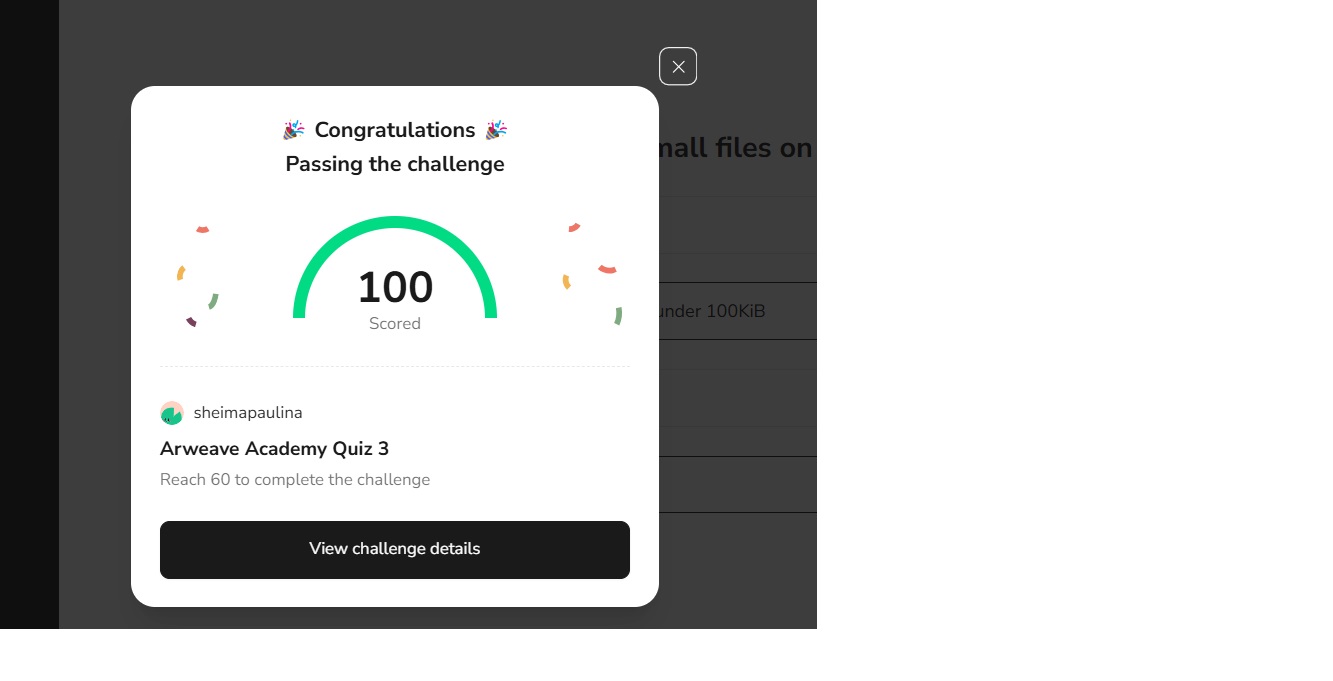 Congratulations
Passing the challenge
small files on
100
Scored
under 100KiB
sheimapaulina
Arweave Academy Quiz 3
Reach 60 to complete the challenge
View challenge details